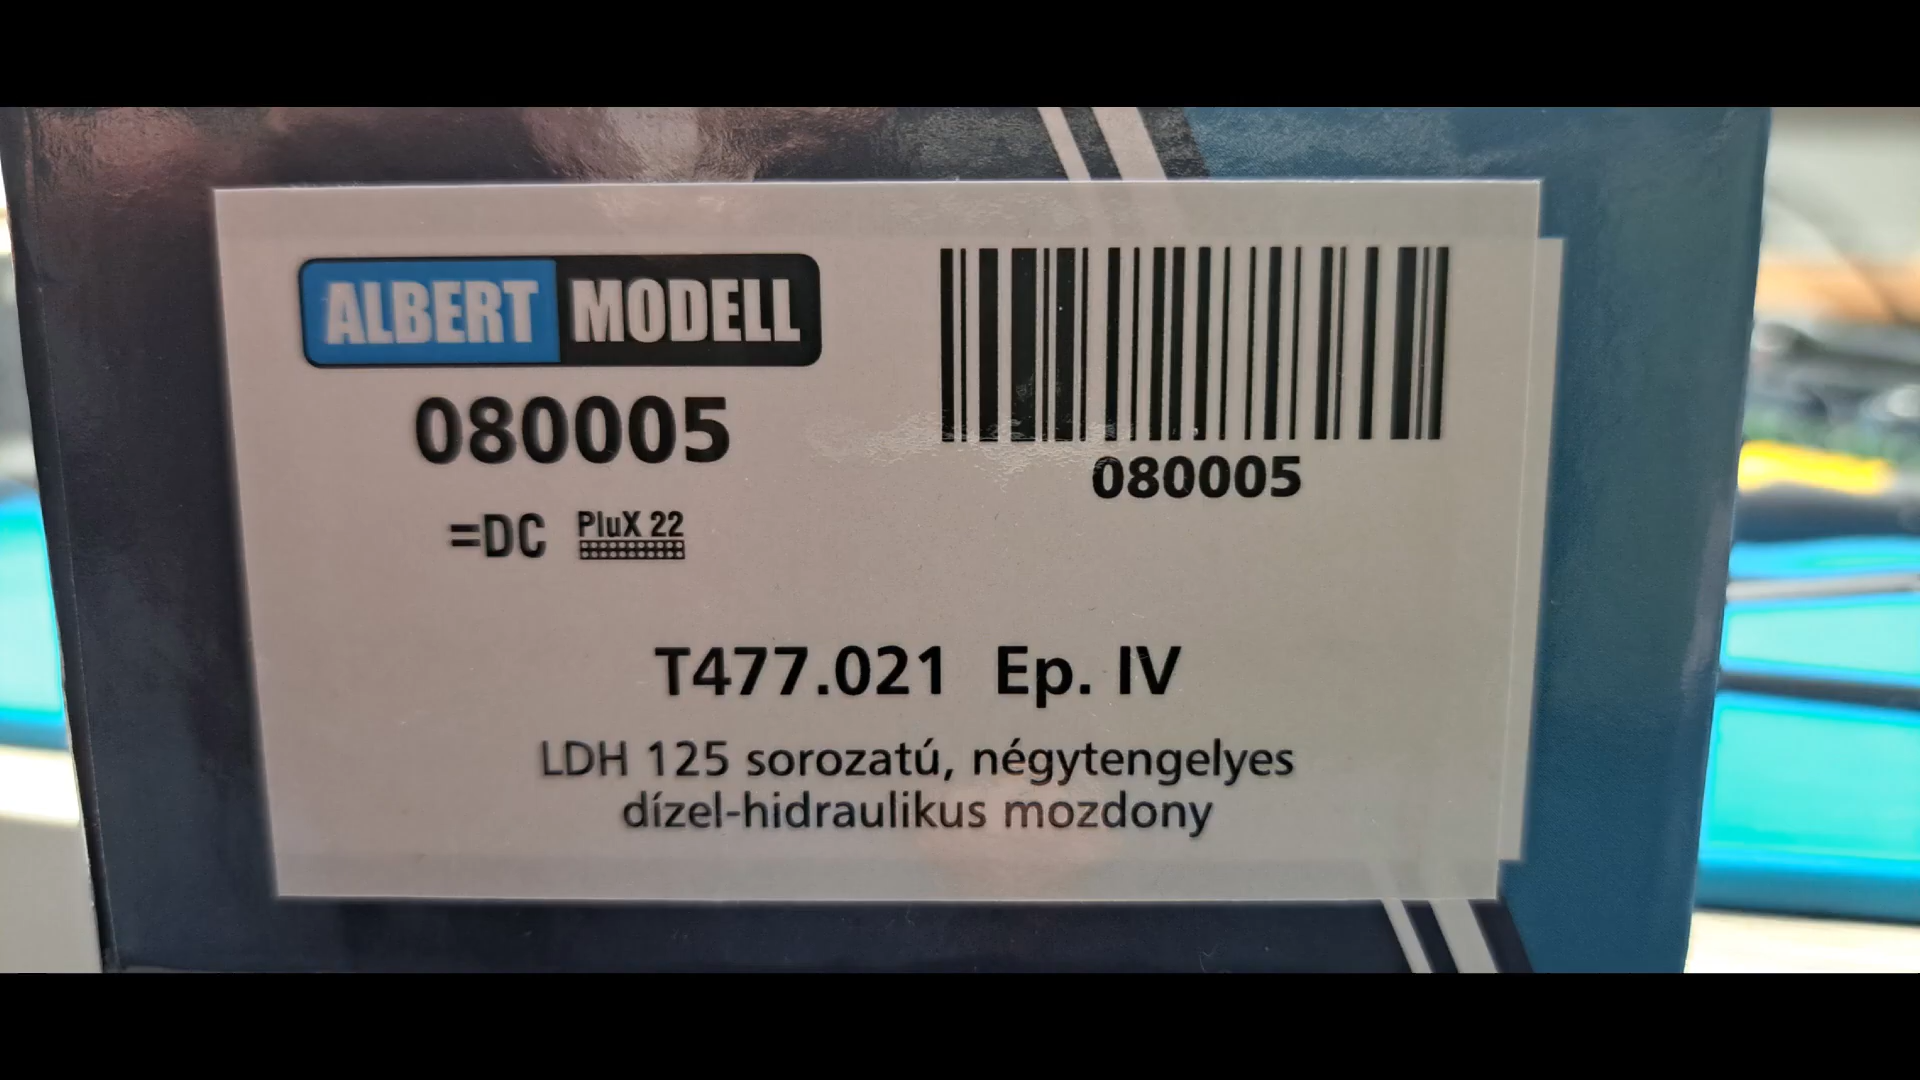 ALBERT MODELL
080005
080005
=DC PluX 22
T477.021 Ep. IV
LDH 125 sorozatú, négytengelyes
dízel-hidraulikus mozdony